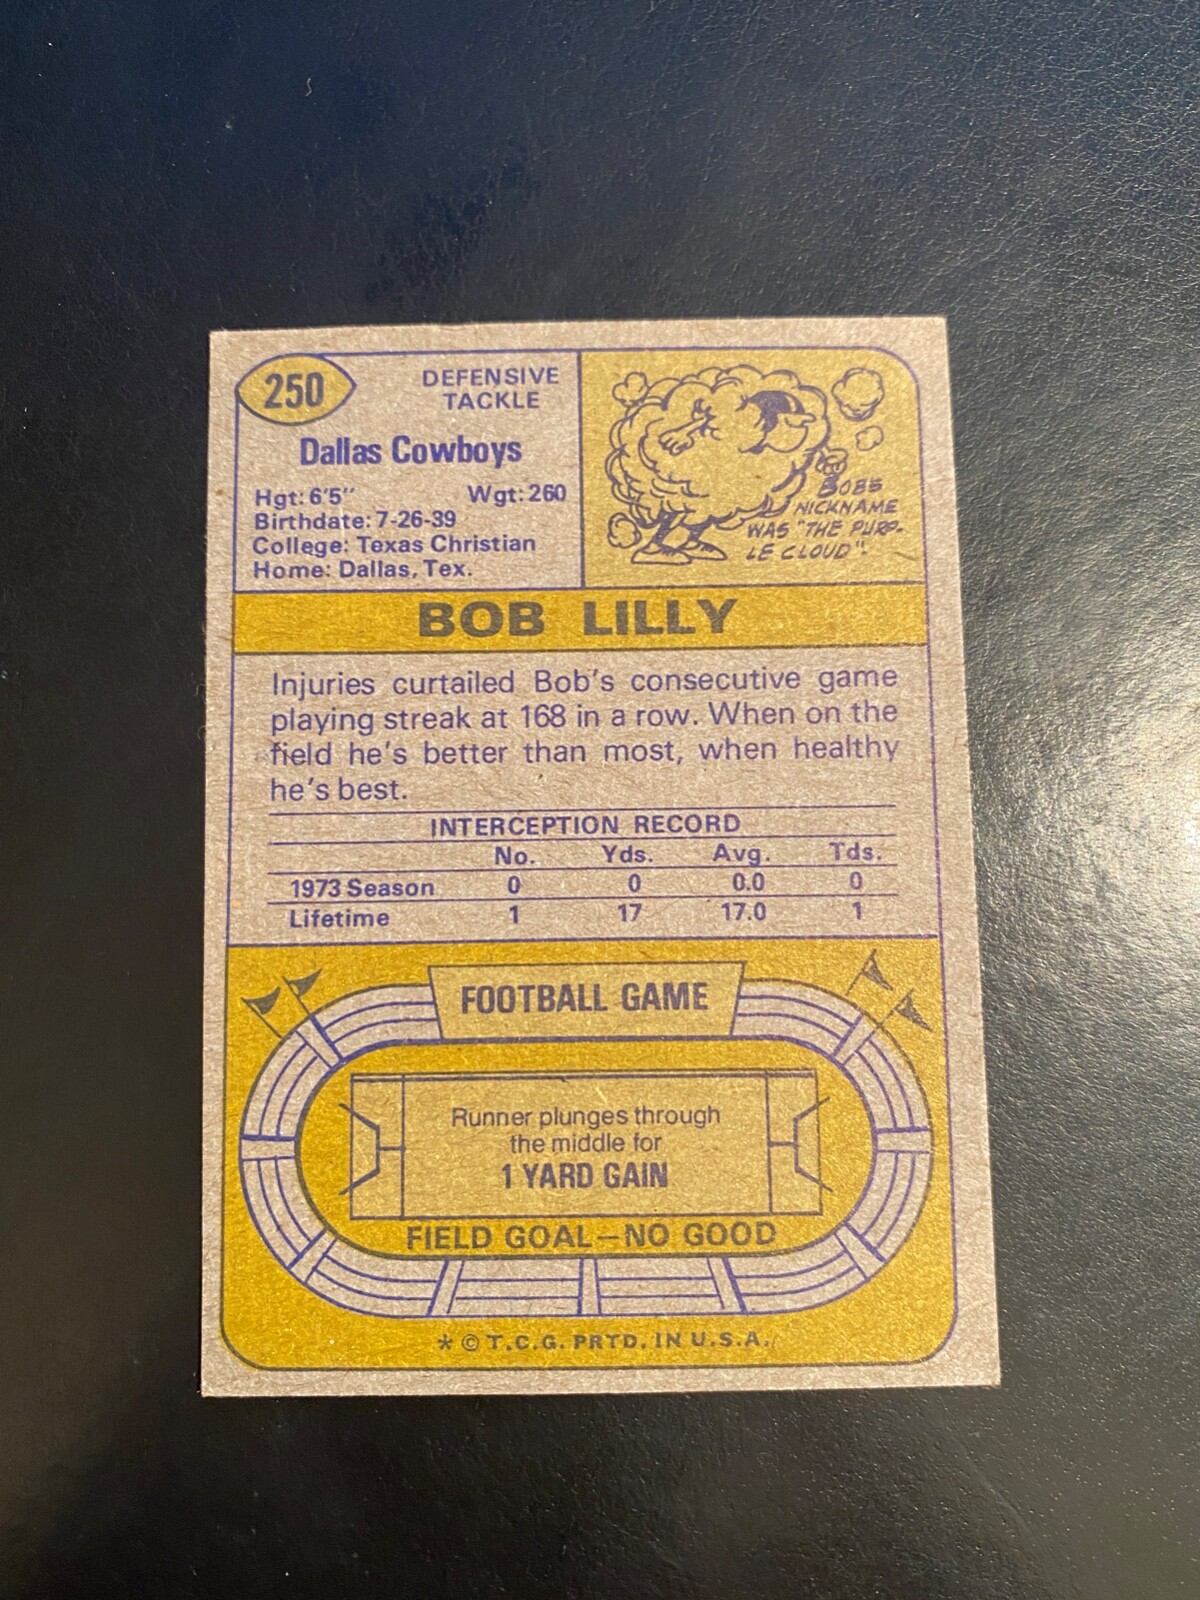 250
DEFENSIVE
TACKLE
Dallas Cowboys
Hgt: 6'5" Wgt: 260
Birthdate: 7-26-39
College: Texas Christian
Home: Dallas, Tex.
BOB'S
NICKNAME
WAS "THE PURP-
LE CLOUD".
BOB LILLY
Injuries curtailed Bob's consecutive game
playing streak at 168 in a row. When on the
field he's better than most, when healthy
he's best.
INTERCEPTION RECORD
No. Yds. Avg. Tds.
1973 Season 0 0 0.0 0
Lifetime 1 17 17.0 1
FOOTBALL GAME
Runner plunges through
the middle for
1 YARD GAIN
FIELD GOAL—NO GOOD
* © T.C.G. PRTD. IN U.S.A.